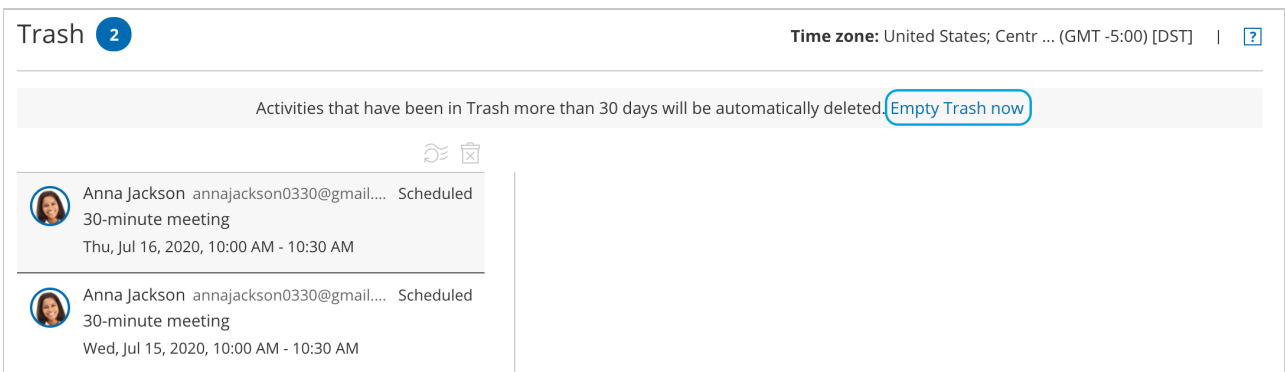 Trash 2
Time zone: United States; Centr ... (GMT -5:00) [DST] | ?
Activities that have been in Trash more than 30 days will be automatically deleted. Empty Trash now
Anna Jackson annajackson0330@gmail.... Scheduled
30-minute meeting
Thu, Jul 16, 2020, 10:00 AM - 10:30 AM
Anna Jackson annajackson0330@gmail.... Scheduled
30-minute meeting
Wed, Jul 15, 2020, 10:00 AM - 10:30 AM